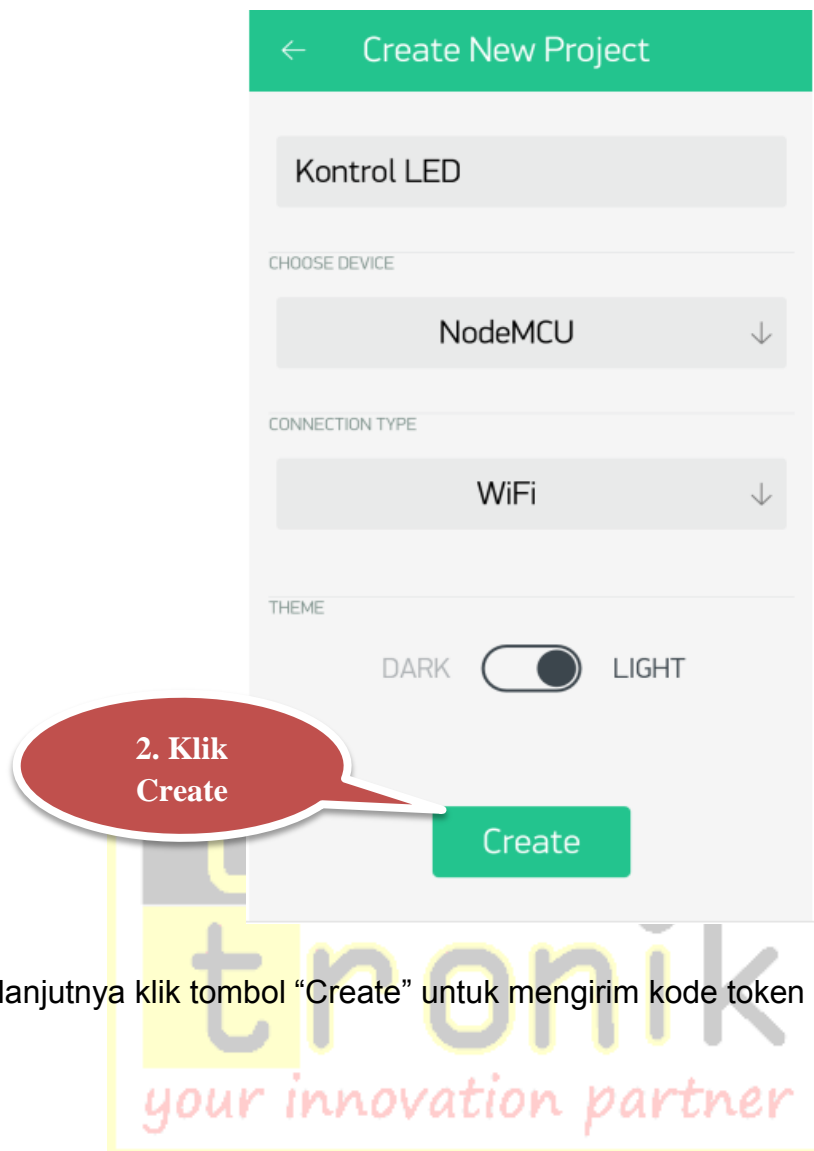 Create New Project
Kontrol LED
CHOOSE DEVICE
NodeMCU
CONNECTION TYPE
WiFi
THEME
DARK LIGHT
2. Klik
Create
Create
lanjutnya klik tombol “Create” untuk mengirim kode token
tronik
your innovation partner